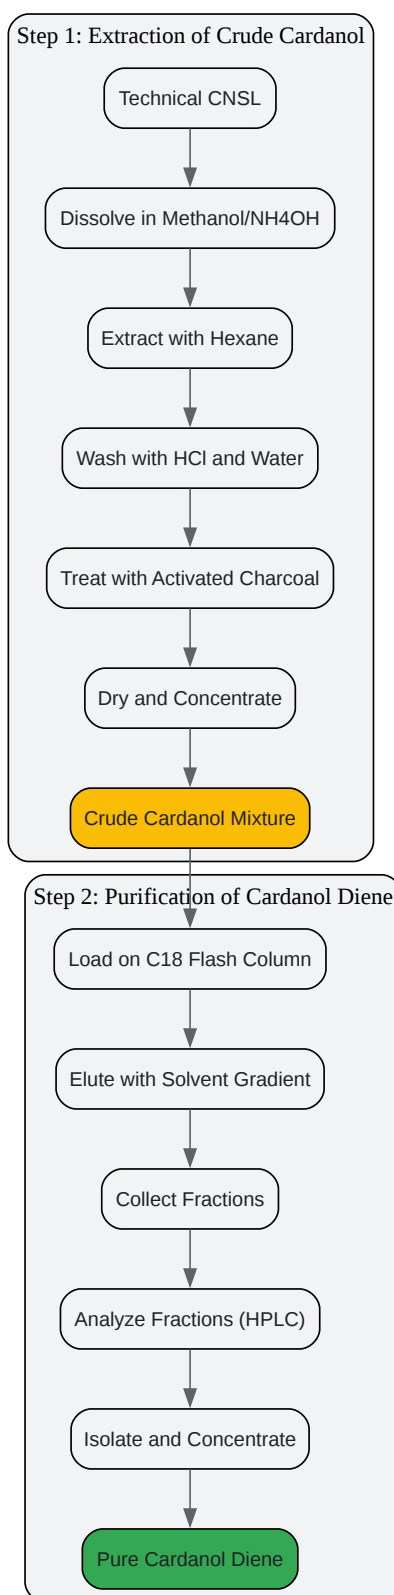 Step 1: Extraction of Crude Cardanol
Technical CNSL
Dissolve in Methanol/NH4OH
Extract with Hexane
Wash with HCl and Water
Treat with Activated Charcoal
Dry and Concentrate
Crude Cardanol Mixture
Step 2: Purification of Cardanol Diene
Load on C18 Flash Column
Elute with Solvent Gradient
Collect Fractions
Analyze Fractions (HPLC)
Isolate and Concentrate
Pure Cardanol Diene